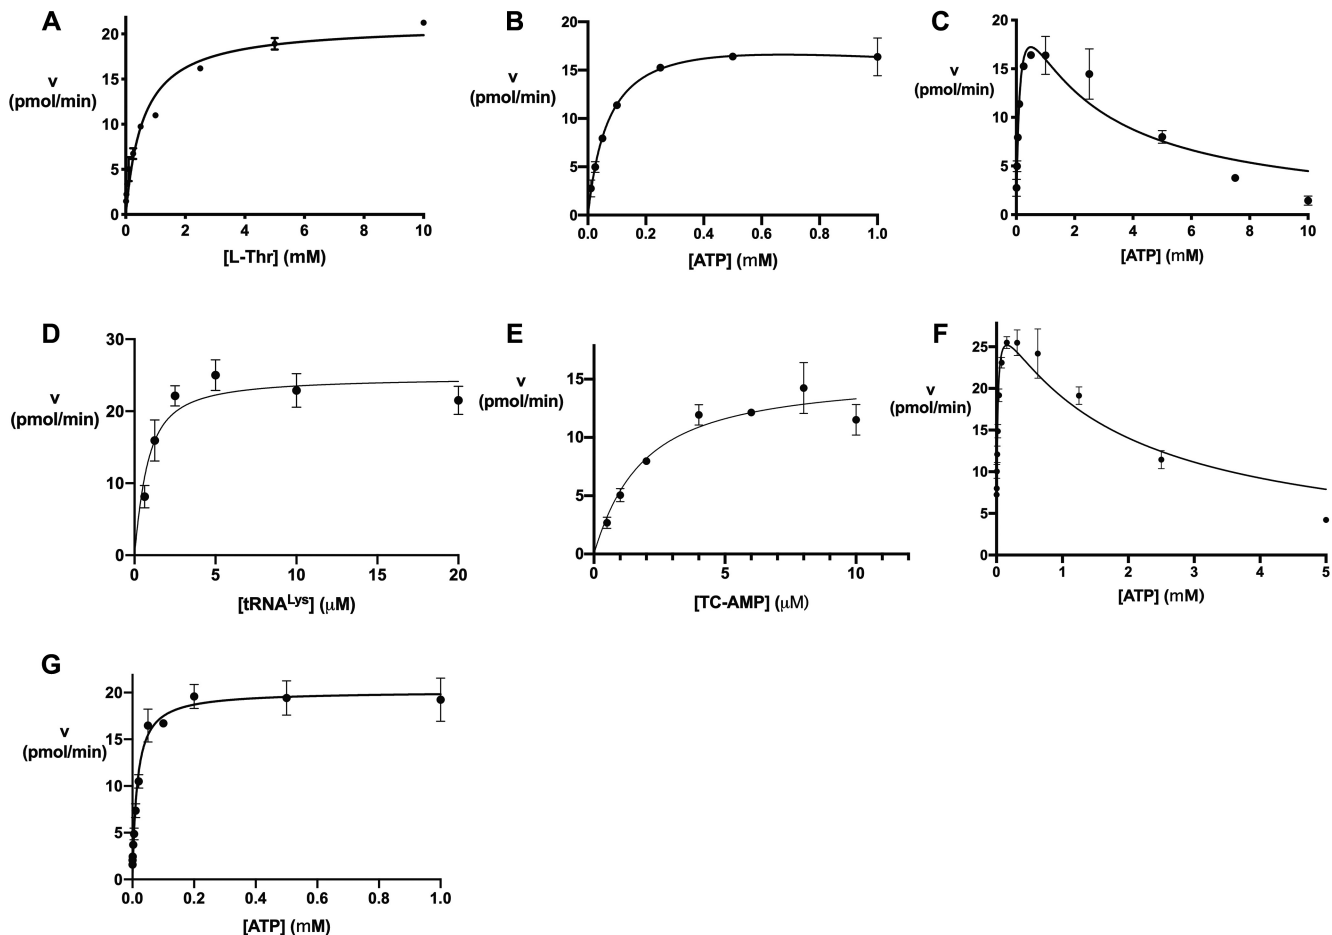 A
v
(pmol/min)
20
15
10
5
0
0 2 4 6 8 10
[L-Thr] (mM)
B
v
(pmol/min)
20
15
10
5
0
0.0 0.2 0.4 0.6 0.8 1.0
[ATP] (mM)
C
v
(pmol/min)
20
15
10
5
0
0 2 4 6 8 10
[ATP] (mM)
D
v
(pmol/min)
30
20
10
0
0 5 10 15 20
[tRNAᴸʸˢ] (μM)
E
v
(pmol/min)
15
10
5
0
0 2 4 6 8 10
[TC-AMP] (μM)
F
v
(pmol/min)
25
20
15
10
5
0
0 1 2 3 4 5
[ATP] (mM)
G
v
(pmol/min)
20
15
10
5
0
0.0 0.2 0.4 0.6 0.8 1.0
[ATP] (mM)